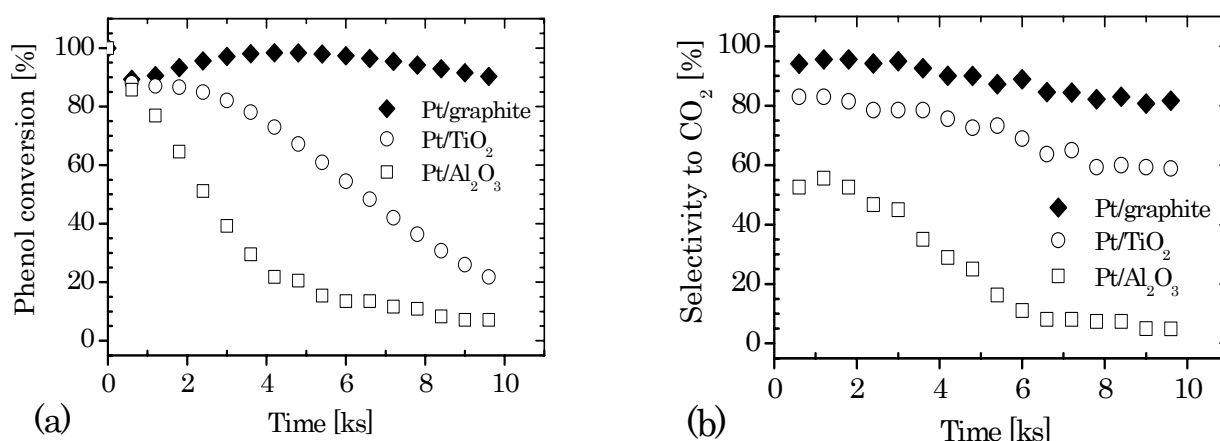 Phenol conversion [%]
100
80
60
40
20
0
Pt/graphite
Pt/TiO₂
Pt/Al₂O₃
0 2 4 6 8 10
Time [ks]
(a)
Selectivity to CO₂ [%]
100
80
60
40
20
0
Pt/graphite
Pt/TiO₂
Pt/Al₂O₃
0 2 4 6 8 10
Time [ks]
(b)